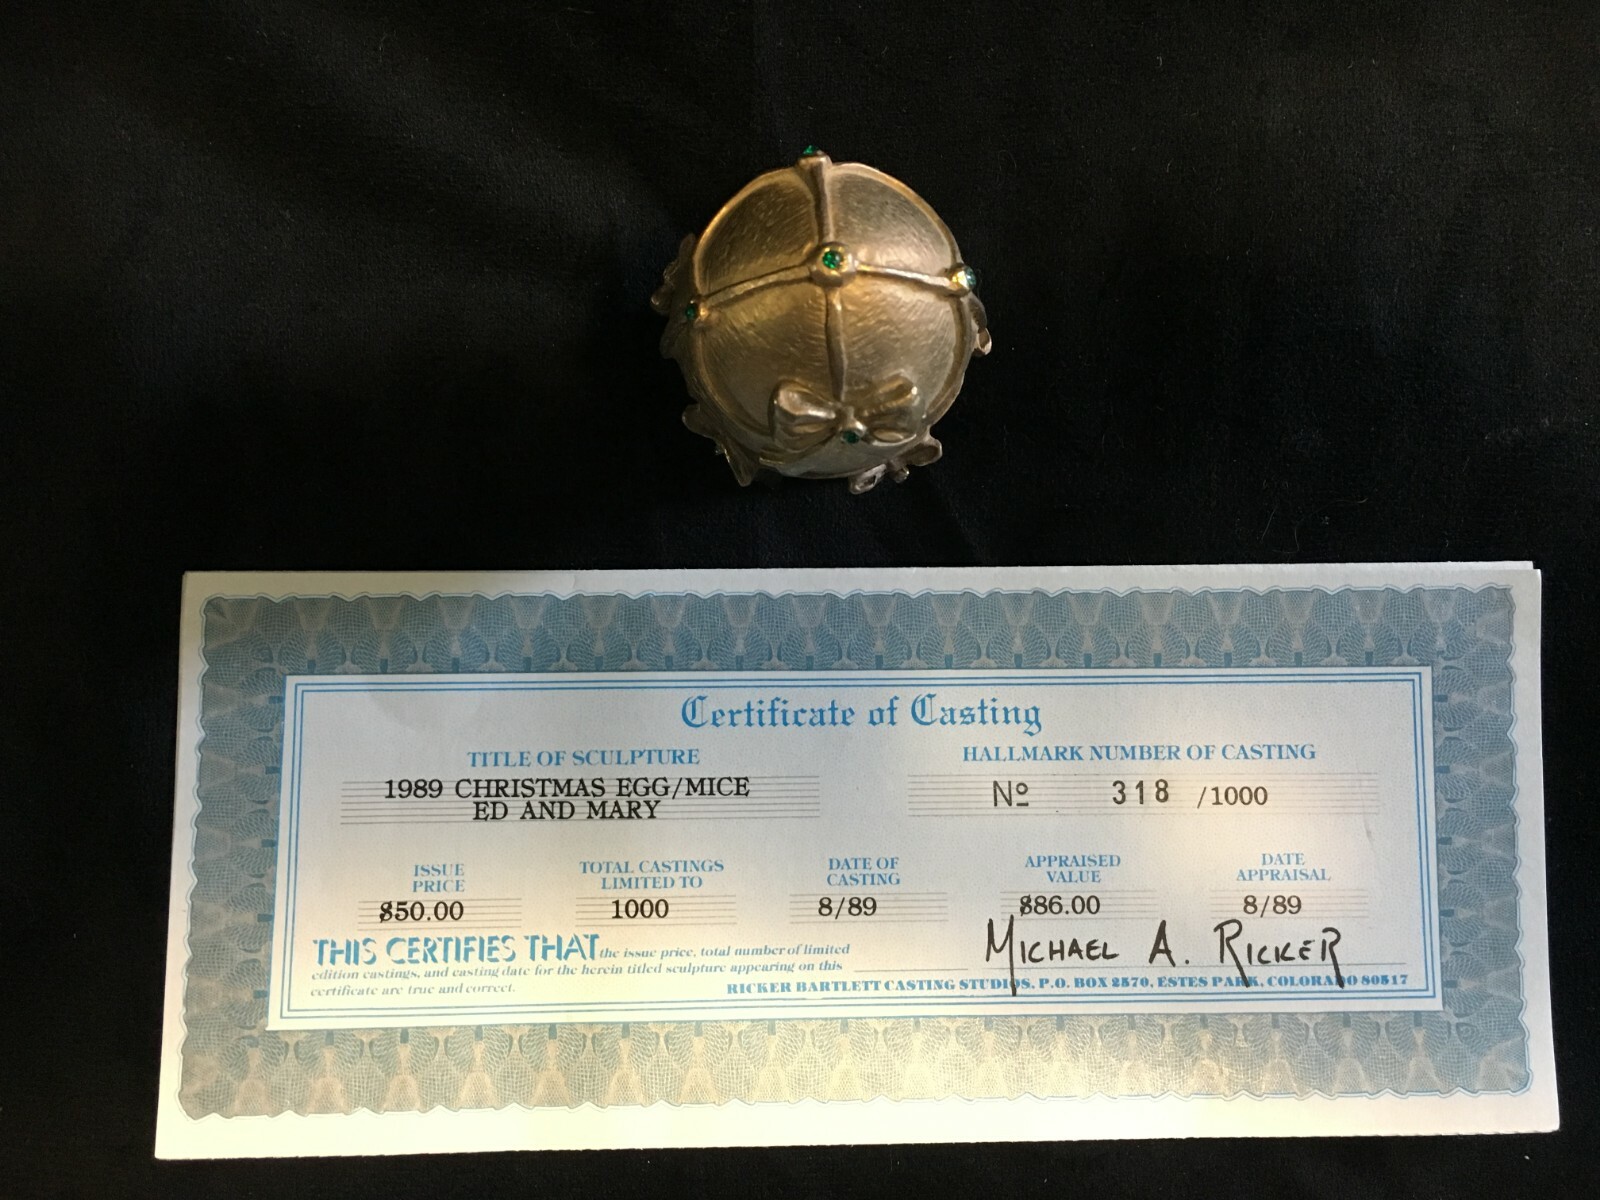 Certificate of Casting
TITLE OF SCULPTURE
1989 CHRISTMAS EGG/MICE
ED AND MARY
HALLMARK NUMBER OF CASTING
Nº 318 /1000
ISSUE PRICE
$50.00
TOTAL CASTINGS LIMITED TO
1000
DATE OF CASTING
8/89
APPRAISED VALUE
$86.00
DATE APPRAISAL
8/89
THIS CERTIFIES THAT the issue price, total number of limited
edition castings, and casting date for the herein titled sculpture appearing on this
certificate are true and correct.
MICHAEL A. RICKER
RICKER BARTLETT CASTING STUDIOS, P.O. BOX 2570, ESTES PARK, COLORADO 80517